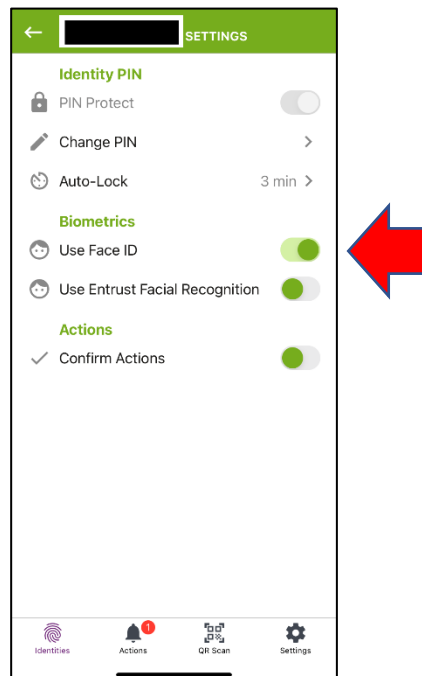 SETTINGS
Identity PIN
PIN Protect
Change PIN
Auto-Lock 3 min
Biometrics
Use Face ID
Use Entrust Facial Recognition
Actions
Confirm Actions
1
Identities Actions QR Scan Settings